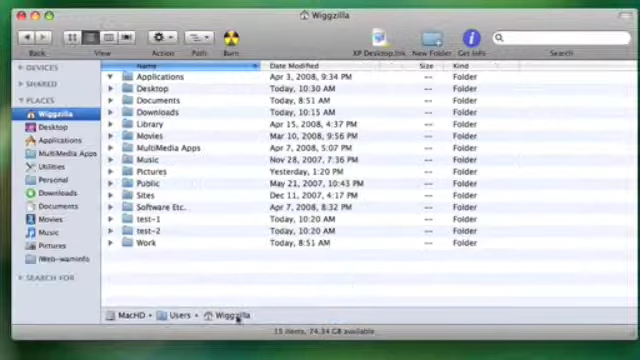 Wiggzilla
Back View Action Path Burn XP Desktop.lnk New Folder Get Info Search
Name Date Modified Size Kind
DEVICES
SHARED
PLACES
Wiggzilla
Desktop
Applications
MultiMedia Apps
Utilities
Personal
Downloads
Documents
Movies
Music
Pictures
iWeb-waminfo
SEARCH FOR
Applications Apr 3, 2008, 9:34 PM -- Folder
Desktop Today, 10:30 AM -- Folder
Documents Today, 8:51 AM -- Folder
Downloads Today, 10:15 AM -- Folder
Library Apr 15, 2008, 4:37 PM -- Folder
Movies Mar 10, 2008, 9:56 PM -- Folder
MultiMedia Apps Apr 7, 2008, 5:07 PM -- Folder
Music Nov 28, 2007, 7:36 PM -- Folder
Pictures Yesterday, 1:20 PM -- Folder
Public May 21, 2007, 10:43 PM -- Folder
Sites Dec 11, 2007, 4:17 PM -- Folder
Software Etc. Apr 7, 2008, 8:32 PM -- Folder
test-1 Today, 10:20 AM -- Folder
test-2 Today, 10:20 AM -- Folder
Work Today, 8:51 AM -- Folder
MacHD Users Wiggzilla
15 items, 74.34 GB available